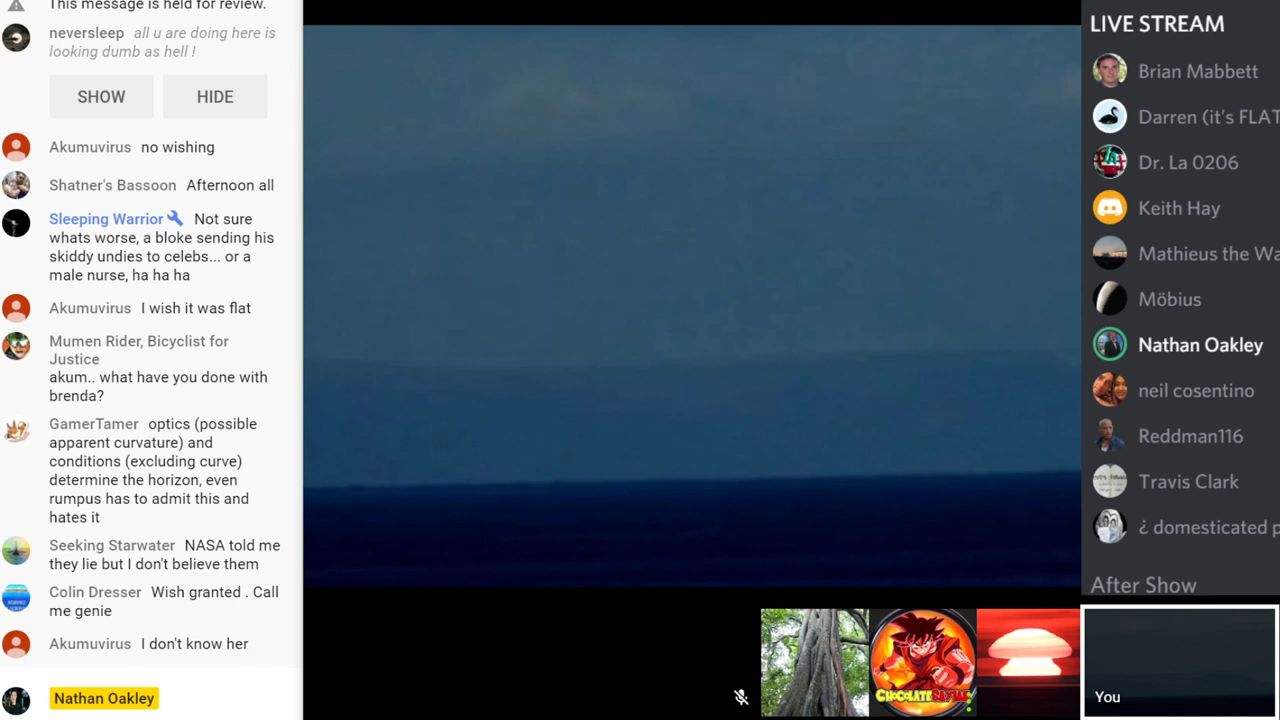 This message is held for review.
neversleep all u are doing here is
looking dumb as hell !
SHOW HIDE
Akumuvirus no wishing
Shatner's Bassoon Afternoon all
Sleeping Warrior Not sure
whats worse, a bloke sending his
skiddy undies to celebs... or a
male nurse, ha ha ha
Akumuvirus I wish it was flat
Mumen Rider, Bicyclist for
Justice
akum.. what have you done with
brenda?
GamerTamer optics (possible
apparent curvature) and
conditions (excluding curve)
determine the horizon, even
rumpus has to admit this and
hates it
Seeking Starwater NASA told me
they lie but I don't believe them
Colin Dresser Wish granted . Call
me genie
Akumuvirus I don't know her
Nathan Oakley
CHOCOLATE
You
LIVE STREAM
Brian Mabbett
Darren (it's FLAT
Dr. La 0206
Keith Hay
Mathieus the Wa
Möbius
Nathan Oakley
neil cosentino
Reddman116
Travis Clark
¿ domesticated p
After Show